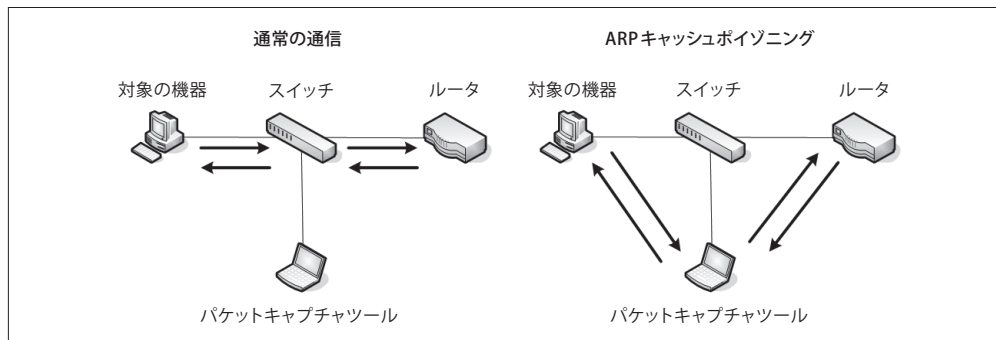 通常の通信
対象の機器
スイッチ
ルータ
パケットキャプチャツール
ARPキャッシュポイゾニング
対象の機器
スイッチ
ルータ
パケットキャプチャツール